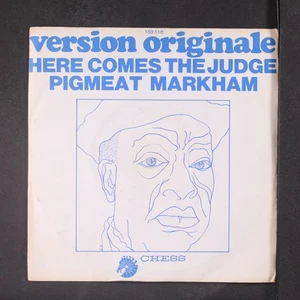 version originale
HERE COMES THE JUDGE
PIGMEAT MARKHAM
CHESS